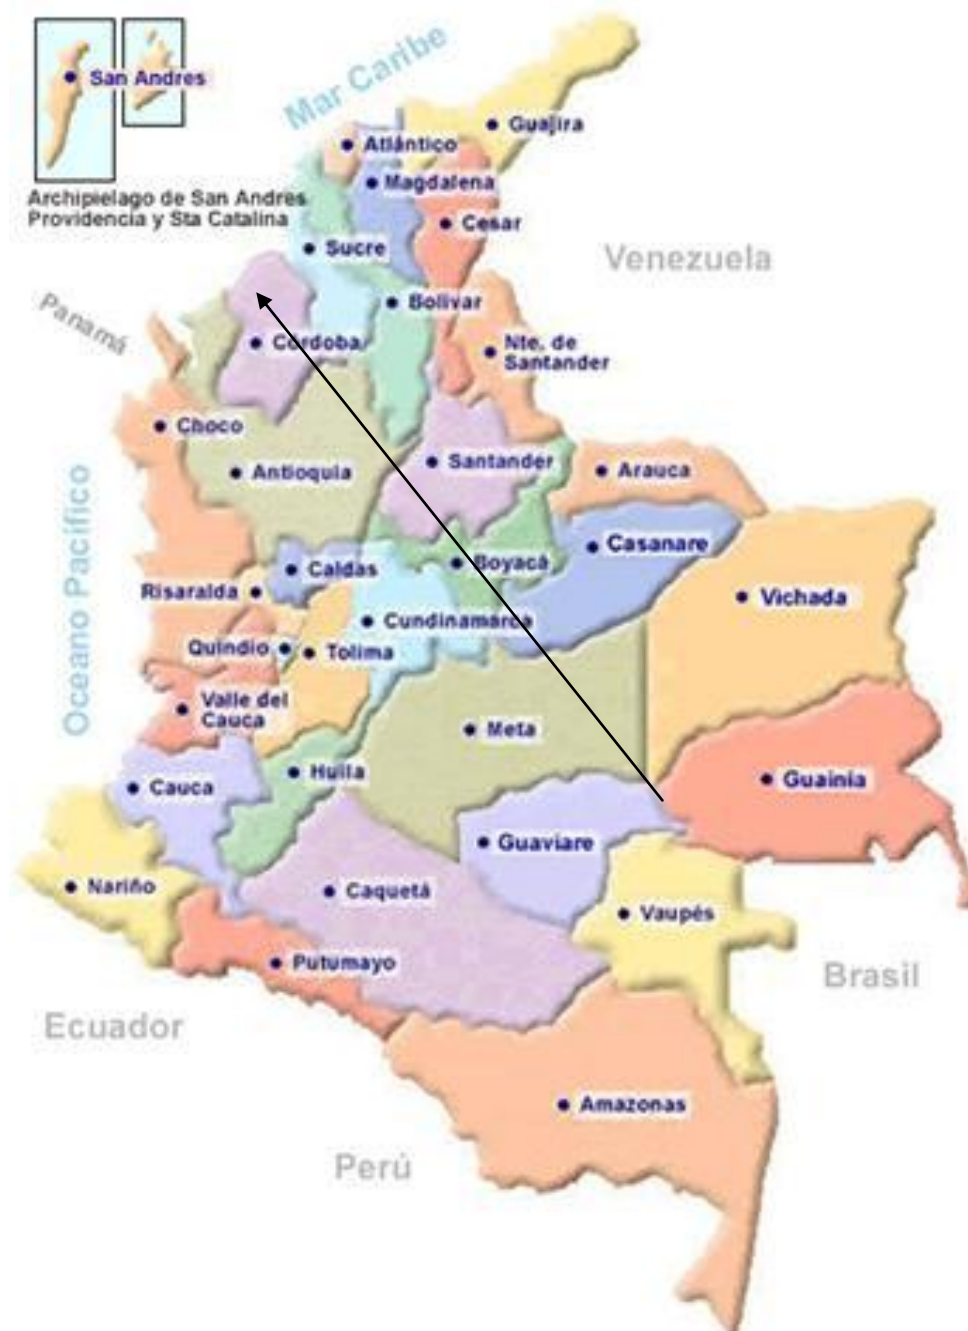 San Andres
Archipielago de San Andres
Providencia y Sta Catalina
Mar Caribe
Guajira
Atlántico
Magdalena
Cesar
Sucre
Venezuela
Bolivar
Panamá
Córdoba
Nte. de
Santander
Choco
Antioquia
Santander
Arauca
Oceano Pacífico
Caldas
Boyacá
Casanare
Risaralda
Vichada
Cundinamarca
Quindio
Tolima
Valle del
Cauca
Meta
Huila
Cauca
Guainia
Guaviare
Nariño
Caquetá
Vaupés
Putumayo
Brasil
Ecuador
Amazonas
Perú